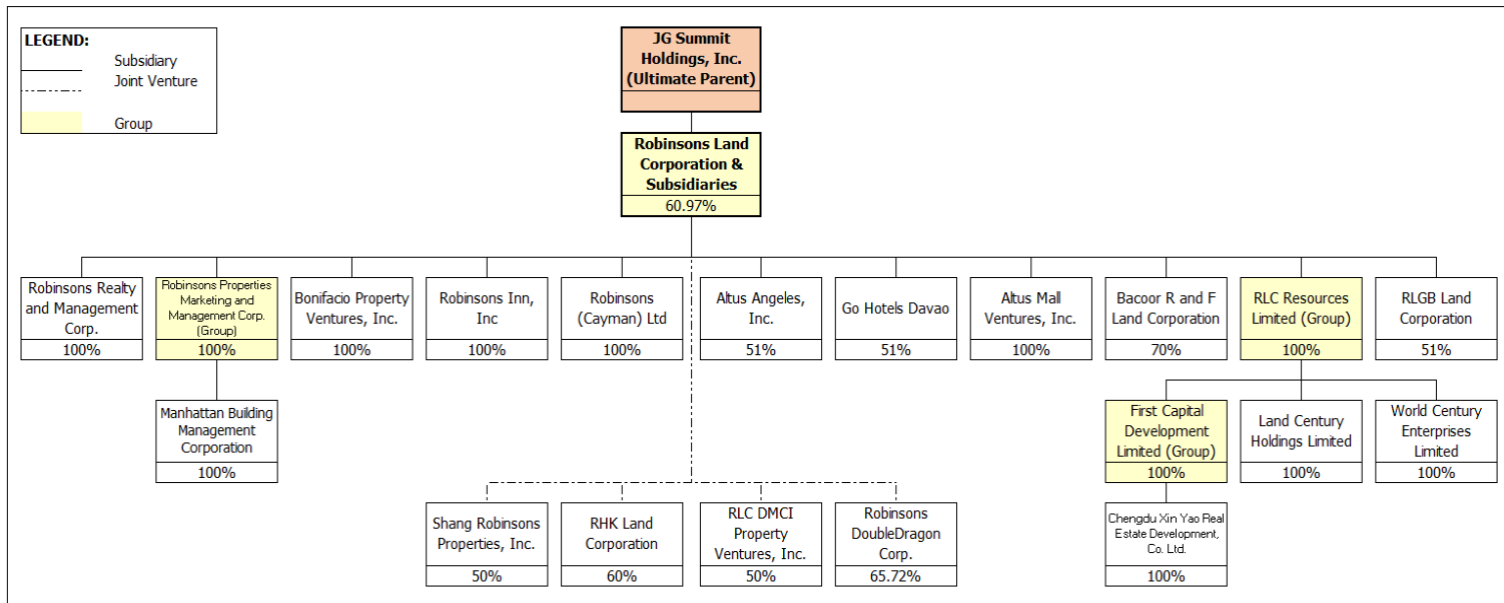 LEGEND:
Subsidiary
Joint Venture
Group
JG Summit
Holdings, Inc.
(Ultimate Parent)
Robinsons Land
Corporation &
Subsidiaries
60.97%
Robinsons Realty
and Management
Corp.
100%
Robinsons Properties
Marketing and
Management Corp.
(Group)
100%
Bonifacio Property
Ventures, Inc.
100%
Robinsons Inn,
Inc
100%
Robinsons
(Cayman) Ltd
100%
Altus Angeles,
Inc.
51%
Go Hotels Davao
51%
Altus Mall
Ventures, Inc.
100%
Bacoor R and F
Land Corporation
70%
RLC Resources
Limited (Group)
100%
RLGB Land
Corporation
51%
Manhattan Building
Management
Corporation
100%
First Capital
Development
Limited (Group)
100%
Land Century
Holdings Limited
100%
World Century
Enterprises
Limited
100%
Shang Robinsons
Properties, Inc.
50%
RHK Land
Corporation
60%
RLC DMCI
Property
Ventures, Inc.
50%
Robinsons
DoubleDragon
Corp.
65.72%
Chengdu Xin Yao Real
Estate Development,
Co. Ltd.
100%